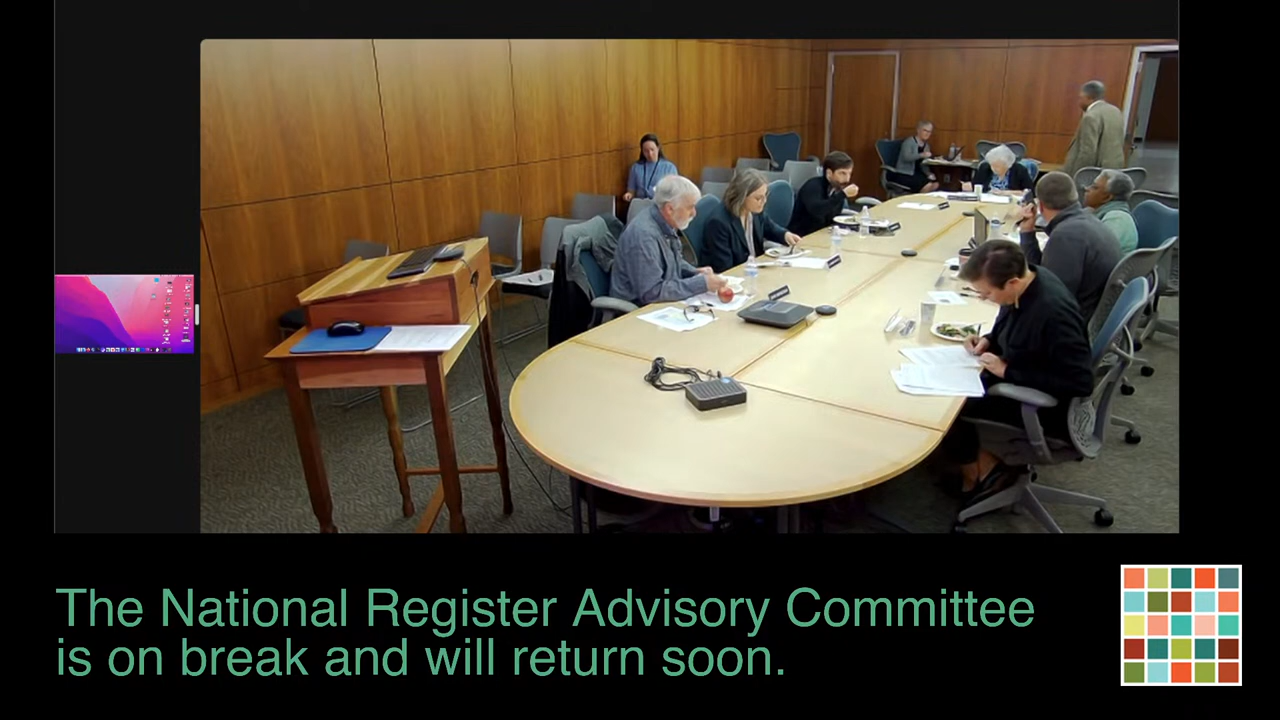 The National Register Advisory Committee
is on break and will return soon.